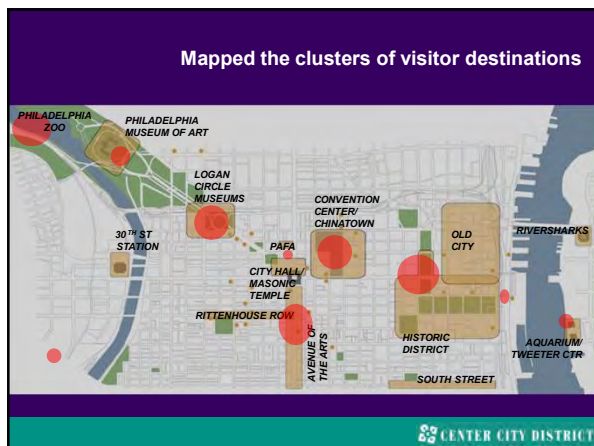 Mapped the clusters of visitor destinations
PHILADELPHIA
ZOO
PHILADELPHIA
MUSEUM OF ART
LOGAN
CIRCLE
MUSEUMS
CONVENTION
CENTER/
CHINATOWN
30TH ST
STATION
PAFA
OLD
CITY
RIVERSHARKS
CITY HALL/
MASONIC
TEMPLE
RITTENHOUSE ROW
AVENUE OF
THE ARTS
HISTORIC
DISTRICT
AQUARIUM/
TWEETER CTR
SOUTH STREET
CENTER CITY DISTRICT